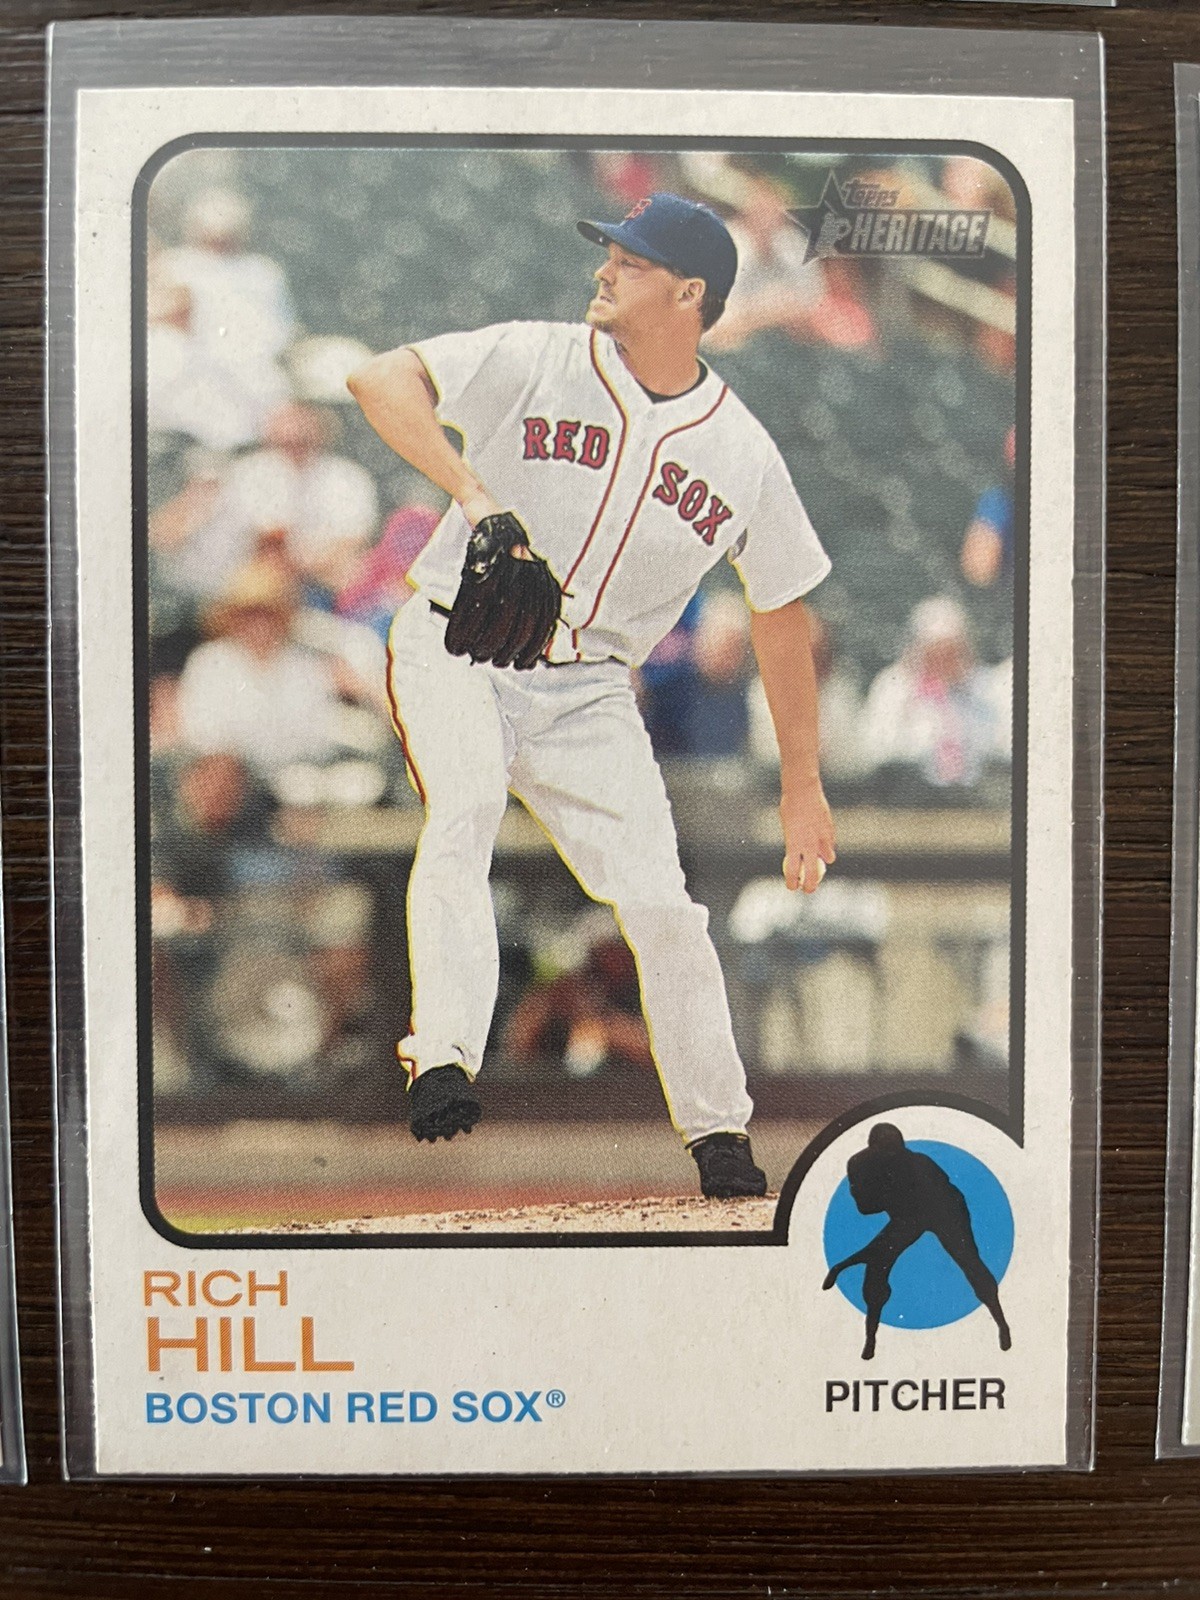 Topps
HERITAGE
B
RED SOX
RICH
HILL
BOSTON RED SOX®
PITCHER